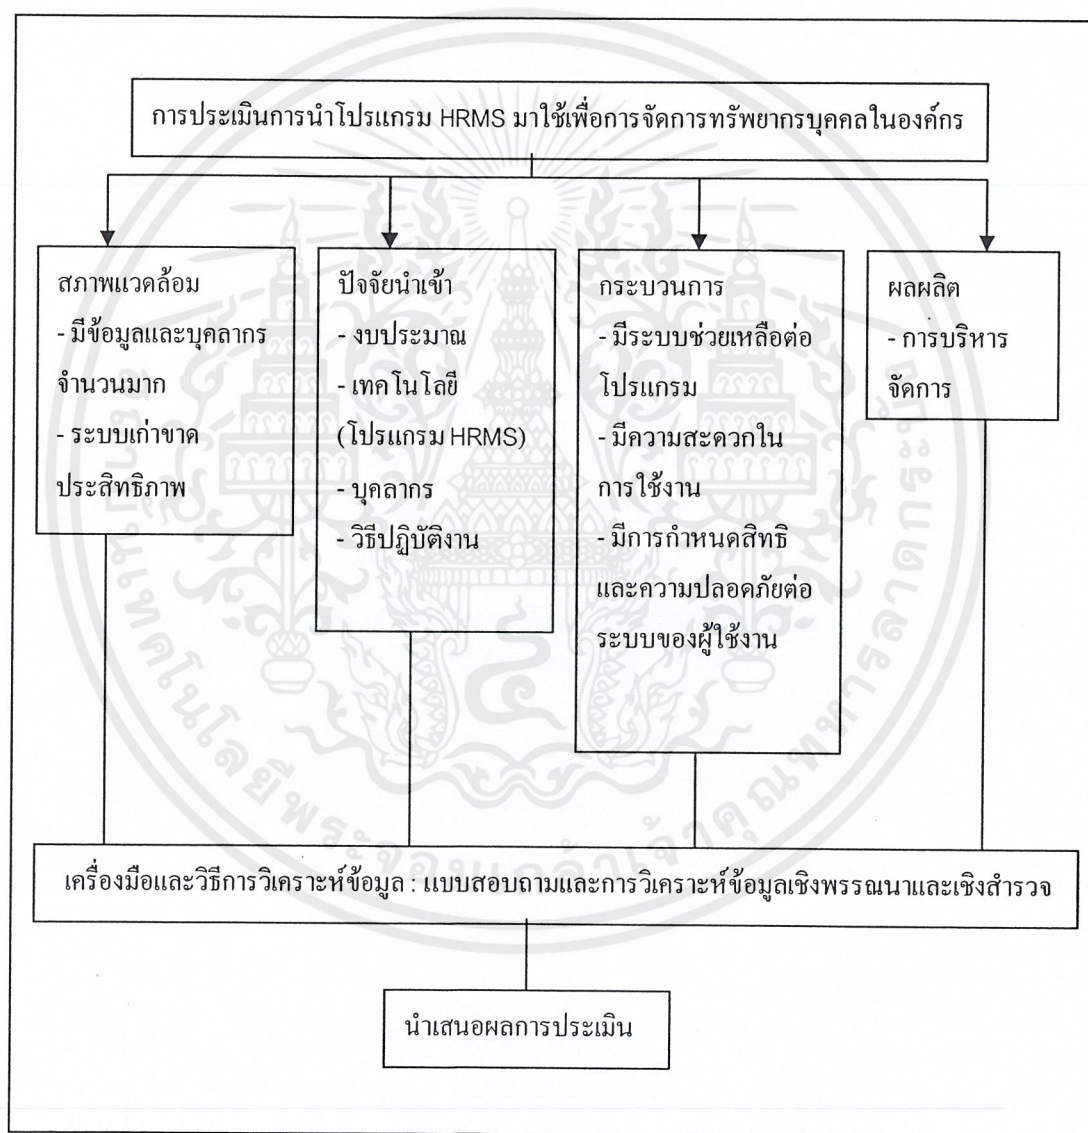 การประเมินการนำโปรแกรม HRMS มาใช้เพื่อการจัดการทรัพยากรบุคคลในองค์กร
สภาพแวดล้อม
- มีข้อมูลและบุคลากร
จำนวนมาก
- ระบบเก่าขาด
ประสิทธิภาพ
ปัจจัยนำเข้า
- งบประมาณ
- เทคโนโลยี
(โปรแกรม HRMS)
- บุคลากร
- วิธีปฏิบัติงาน
กระบวนการ
- มีระบบช่วยเหลือต่อ
โปรแกรม
- มีความสะดวกใน
การใช้งาน
- มีการกำหนดสิทธิ
และความปลอดภัยต่อ
ระบบของผู้ใช้งาน
ผลผลิต
- การบริหาร
จัดการ
เครื่องมือและวิธีการวิเคราะห์ข้อมูล : แบบสอบถามและการวิเคราะห์ข้อมูลเชิงพรรณนาและเชิงสำรวจ
นำเสนอผลการประเมิน